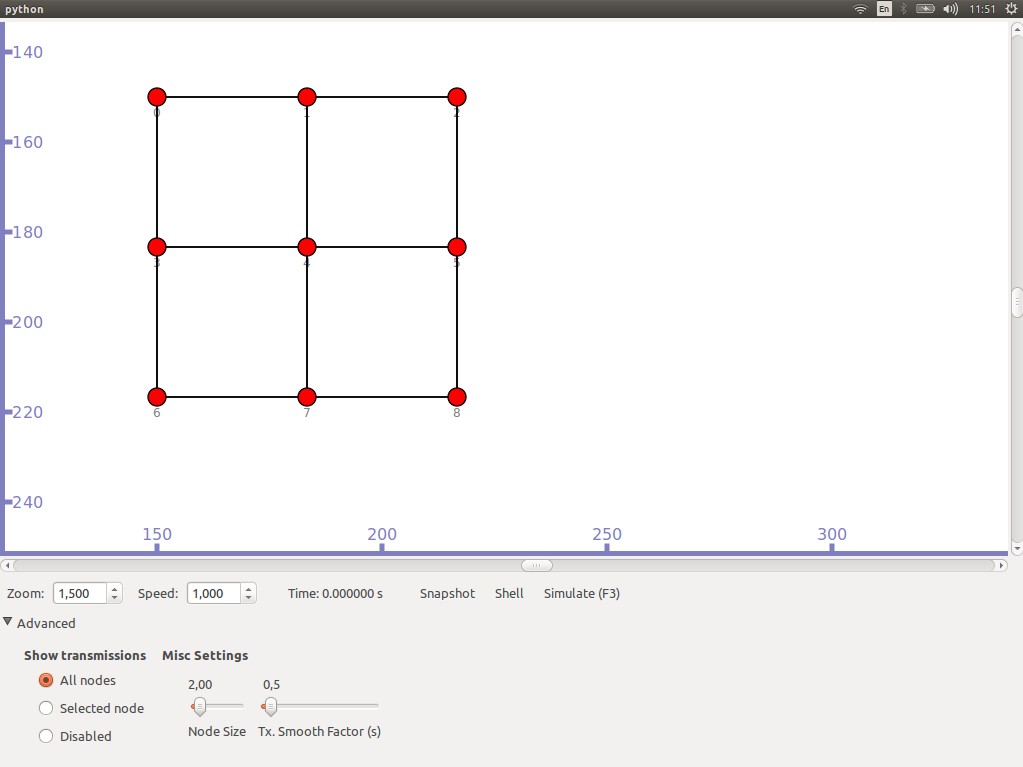 python En 11:51
140
0 1 2
160
180
3 4 5
200
220
6 7 8
240
150 200 250 300
Zoom: 1,500 Speed: 1,000 Time: 0.000000 s Snapshot Shell Simulate (F3)
Advanced
Show transmissions Misc Settings
All nodes 2,00 0,5
Selected node
Disabled Node Size Tx. Smooth Factor (s)